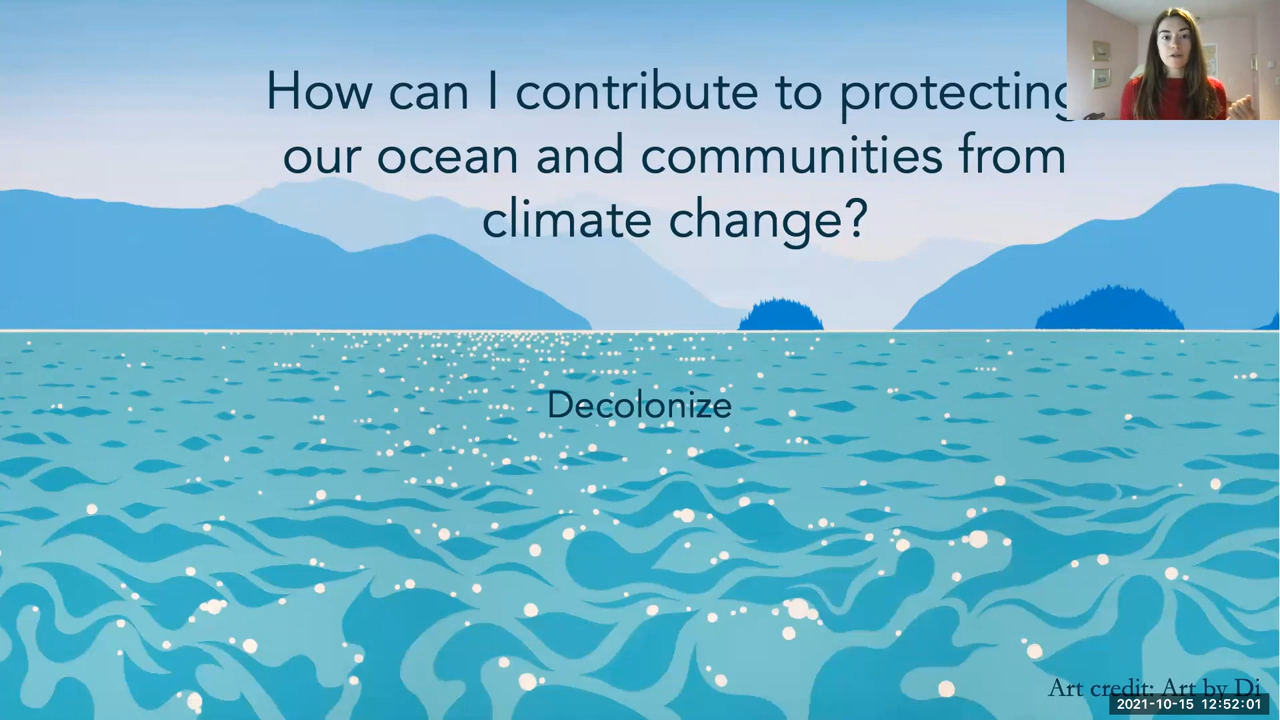 How can I contribute to protecting
our ocean and communities from
climate change?
Decolonize
Art credit: Art by Di
2021-10-15 12:52:01